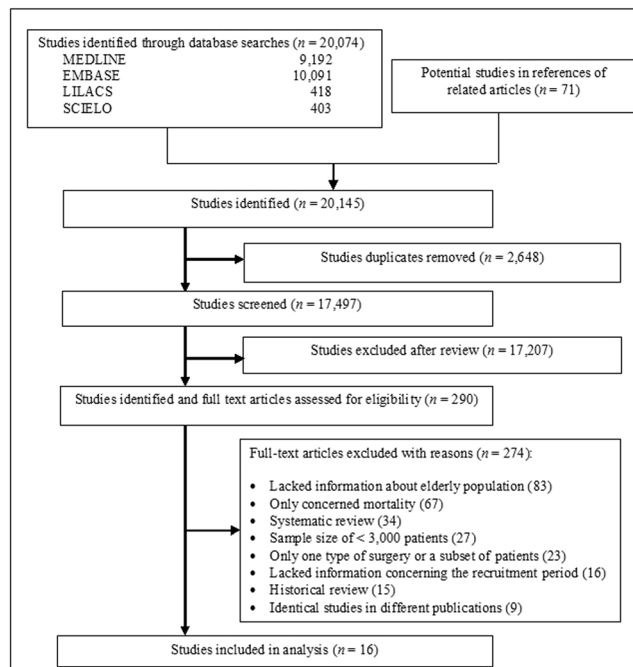 Studies identified through database searches (n = 20,074)
MEDLINE 9,192
EMBASE 10,091
LILACS 418
SCIELO 403
Potential studies in references of
related articles (n = 71)
Studies identified (n = 20,145)
Studies duplicates removed (n = 2,648)
Studies screened (n = 17,497)
Studies excluded after review (n = 17,207)
Studies identified and full text articles assessed for eligibility (n = 290)
Full-text articles excluded with reasons (n = 274):
• Lacked information about elderly population (83)
• Only concerned mortality (67)
• Systematic review (34)
• Sample size of < 3,000 patients (27)
• Only one type of surgery or a subset of patients (23)
• Lacked information concerning the recruitment period (16)
• Historical review (15)
• Identical studies in different publications (9)
Studies included in analysis (n = 16)